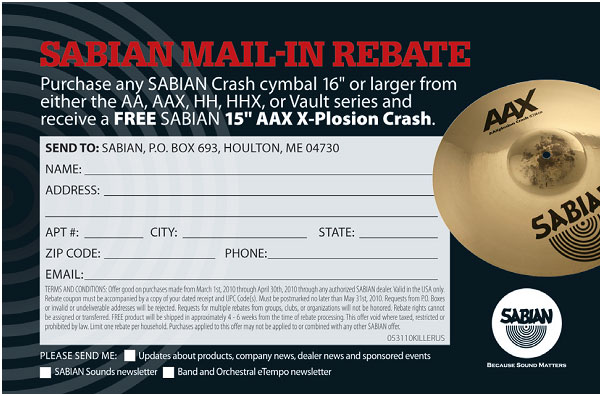 SABIAN MAIL-IN REBATE
Purchase any SABIAN Crash cymbal 16" or larger from
either the AA, AAX, HH, HHX, or Vault series and
receive a FREE SABIAN 15" AAX X-Plosion Crash.
SEND TO: SABIAN, P.O. BOX 693, HOULTON, ME 04730
NAME:
ADDRESS:
APT #: CITY: STATE:
ZIP CODE: PHONE:
EMAIL:
TERMS AND CONDITIONS: Offer good on purchases made from March 1st, 2010 through April 30th, 2010 through any authorized SABIAN dealer. Valid in the USA only.
Rebate coupon must be accompanied by a copy of your dated receipt and UPC Code(s). Must be postmarked no later than May 31st, 2010. Requests from P.O. Boxes
or invalid or undeliverable addresses will be rejected. Requests for multiple rebates from groups, clubs, or organizations will not be honored. Rebate rights cannot
be assigned or transferred. FREE product will be shipped in approximately 4 - 6 weeks from the time of rebate processing. This offer void where taxed, restricted or
prohibited by law. Limit one rebate per household. Purchases applied to this offer may not be applied to or combined with any other SABIAN offer.
053110KILLERUS
PLEASE SEND ME: Updates about products, company news, dealer news and sponsored events
SABIAN Sounds newsletter Band and Orchestral eTempo newsletter
AAX
SABIAN
SABIAN
BECAUSE SOUND MATTERS